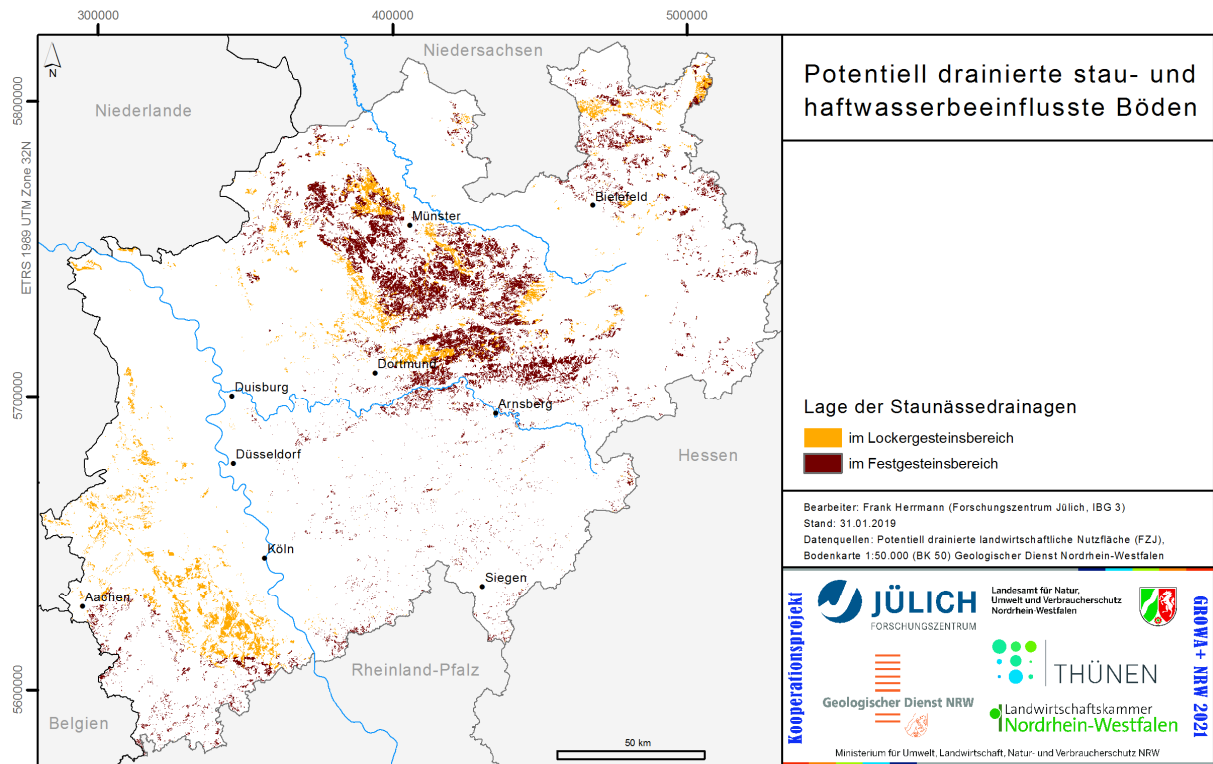 300000
400000
500000
5800000
5700000
5600000
ETRS 1989 UTM Zone 32N
N
Niederlande
Niedersachsen
Bielefeld
Münster
Dortmund
Duisburg
Arnsberg
Düsseldorf
Hessen
Köln
Siegen
Aachen
Rheinland-Pfalz
Belgien
50 km
Potentiell drainierte stau- und
haftwasserbeeinflusste Böden
Lage der Staunässedrainagen
im Lockergesteinsbereich
im Festgesteinsbereich
Bearbeiter: Frank Herrmann (Forschungszentrum Jülich, IBG 3)
Stand: 31.01.2019
Datenquellen: Potentiell drainierte landwirtschaftliche Nutzfläche (FZJ),
Bodenkarte 1:50.000 (BK 50) Geologischer Dienst Nordrhein-Westfalen
Kooperationsprojekt
JÜLICH
FORSCHUNGSZENTRUM
Landesamt für Natur,
Umwelt und Verbraucherschutz
Nordrhein-Westfalen
THÜNEN
Geologischer Dienst NRW
Landwirtschaftskammer
Nordrhein-Westfalen
GROWA+ NRW 2021
Ministerium für Umwelt, Landwirtschaft, Natur- und Verbraucherschutz NRW